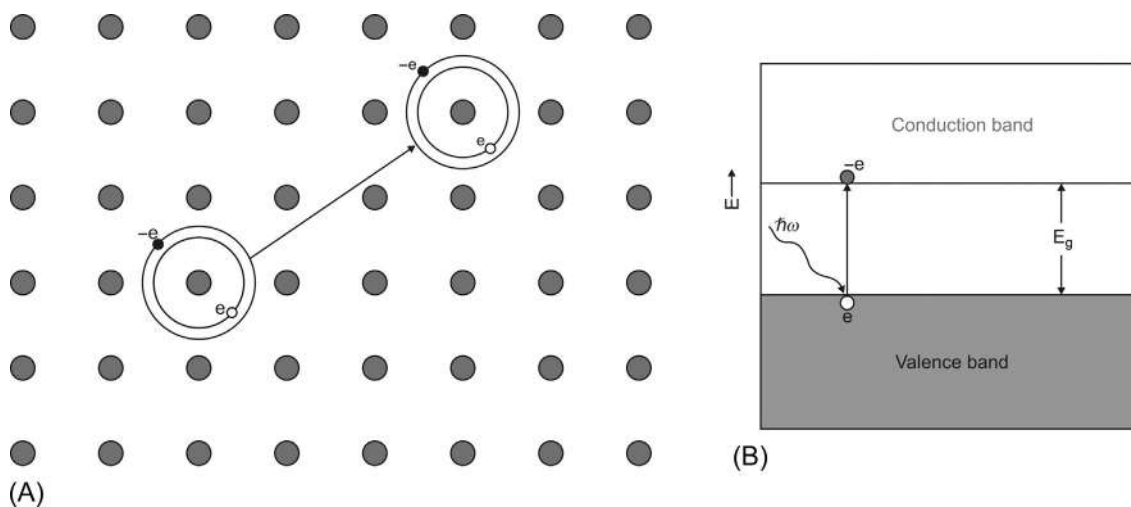 –e
e
–e
e
(A)
Conduction band
–e
E
ℏω
E_g
e
Valence band
(B)